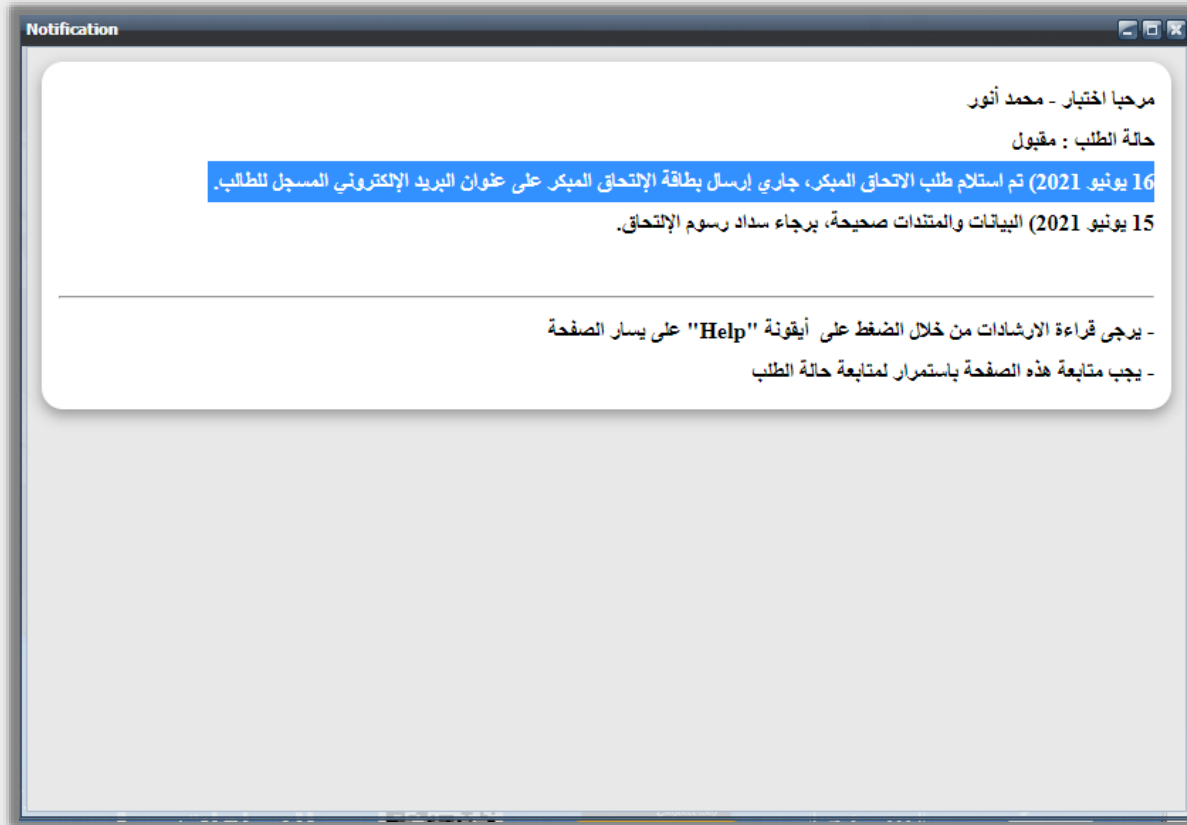 Notification
مرحبا اختبار - محمد أنور
حالة الطلب : مقبول
16 يونيو 2021) تم استلام طلب الاتحاق المبكر، جاري إرسال بطاقة الإلتحاق المبكر على عنوان البريد الإلكتروني المسجل للطالب.
15 يونيو 2021) البيانات والمتندات صحيحة، برجاء سداد رسوم الإلتحاق.
- يرجى قراءة الارشادات من خلال الضغط على أيقونة "Help" على يسار الصفحة
- يجب متابعة هذه الصفحة باستمرار لمتابعة حالة الطلب